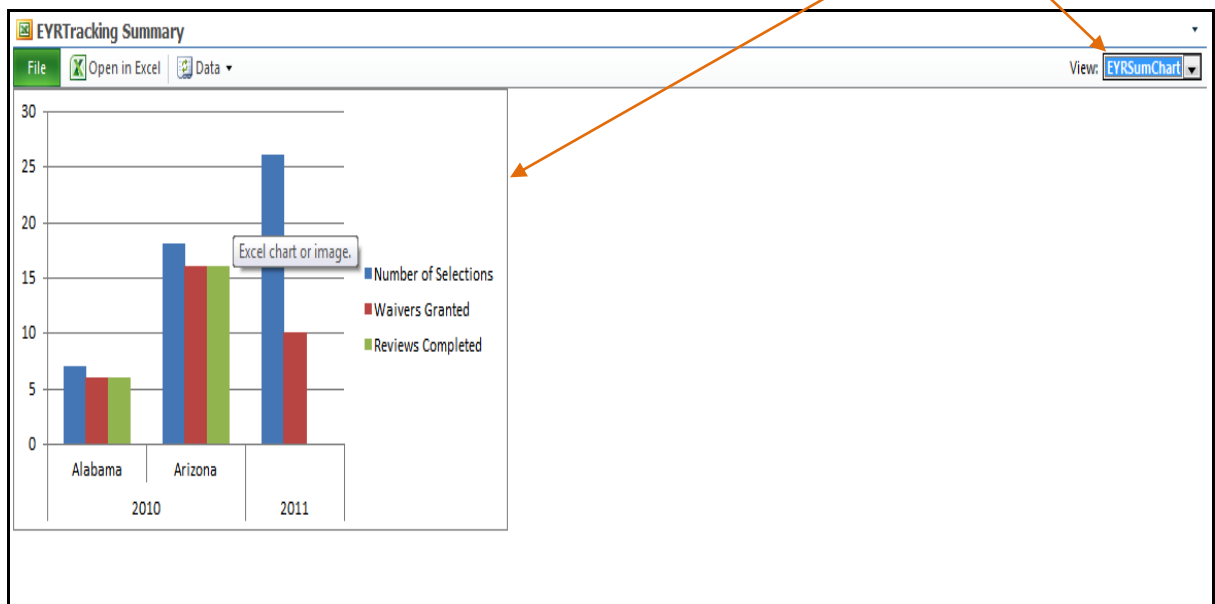 EYRTracking Summary
File Open in Excel Data View: EYRSumChart
30
25
20
Excel chart or image.
15
Number of Selections
Waivers Granted
10
Reviews Completed
5
0
Alabama Arizona
2010 2011